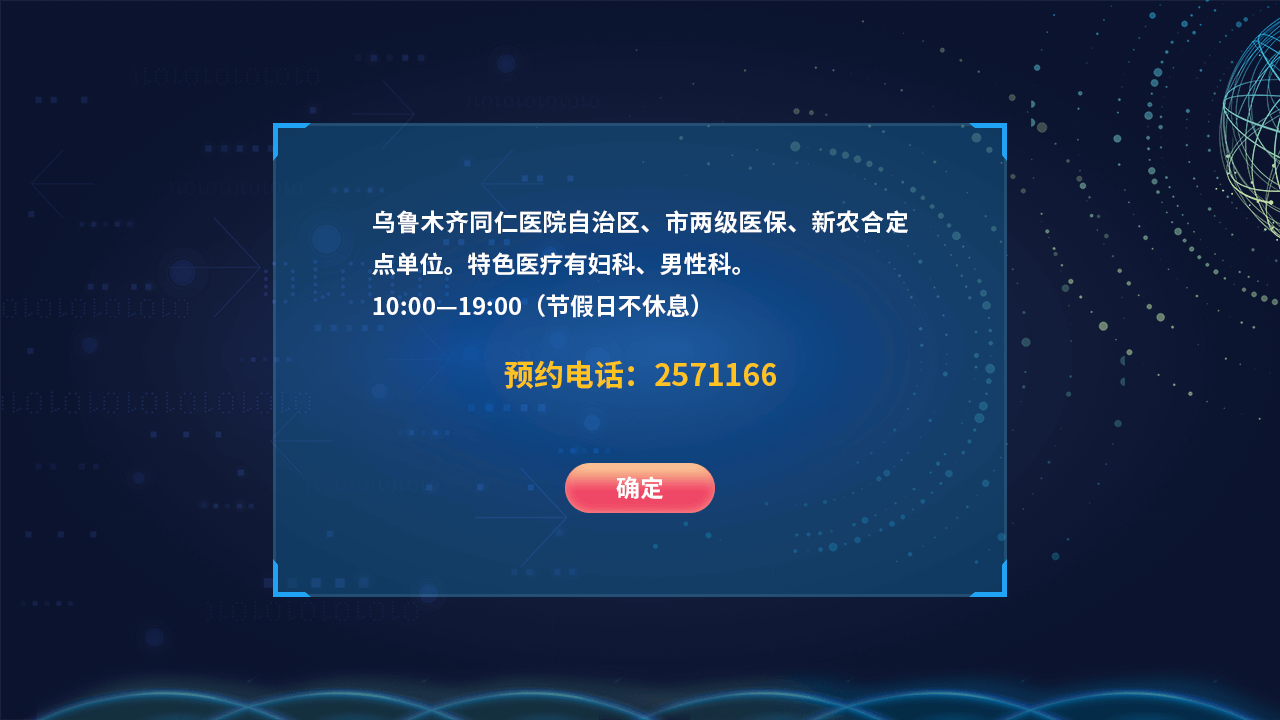 乌鲁木齐同仁医院自治区、市两级医保、新农合定
点单位。特色医疗有妇科、男性科。
10:00—19:00（节假日不休息）
预约电话：2571166
确定